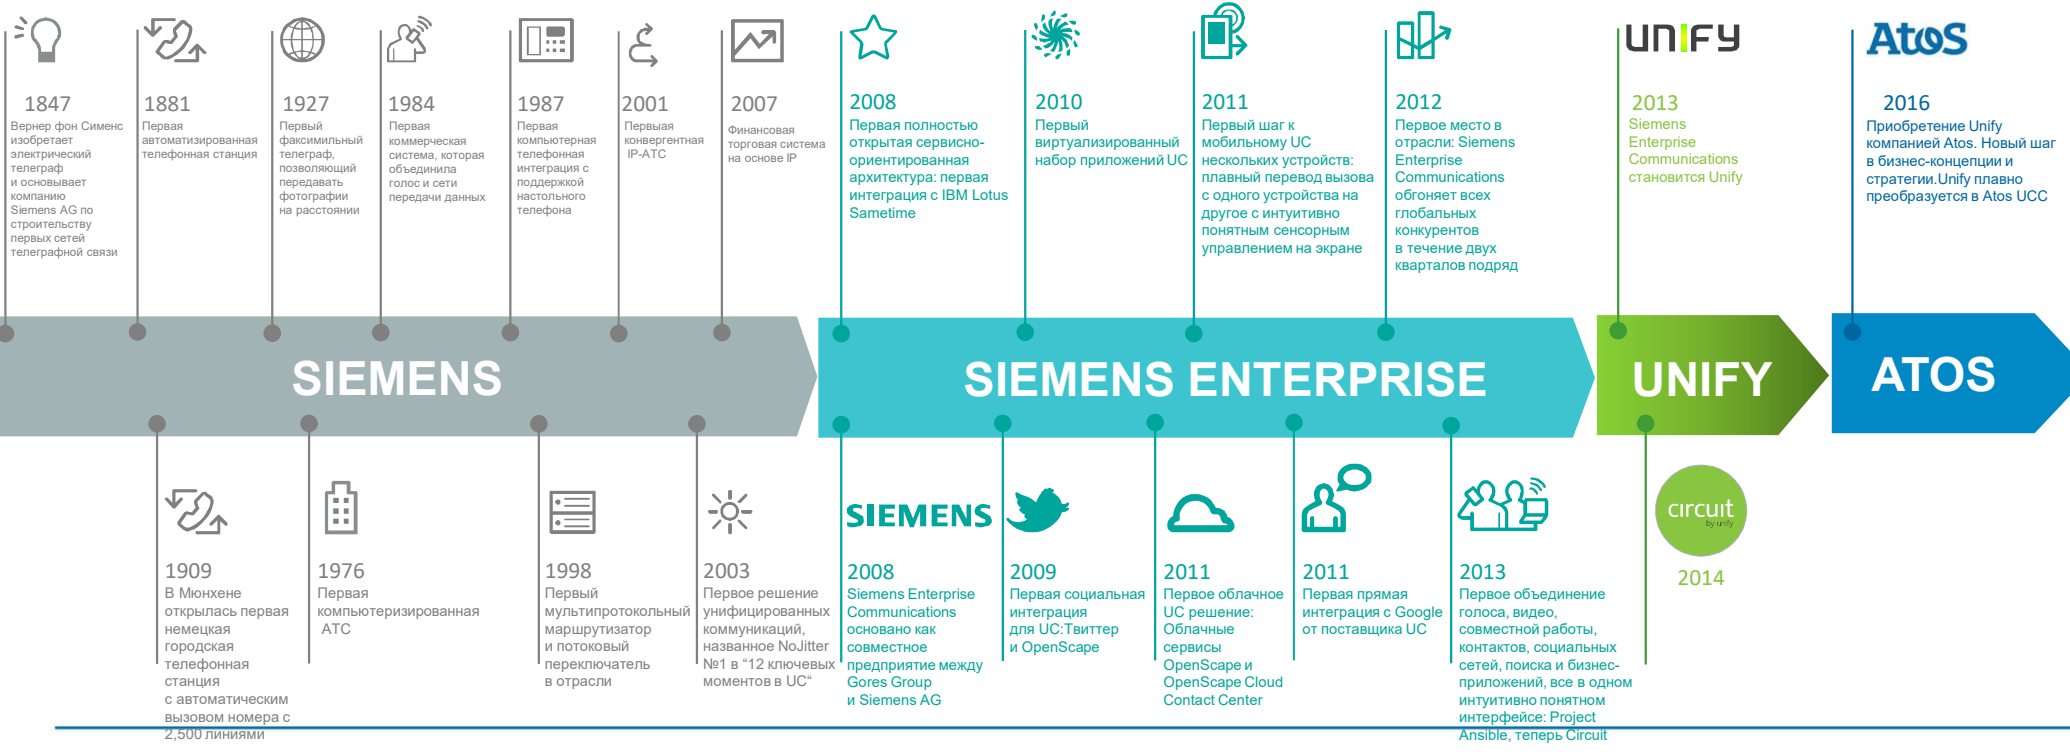 UNIFY
AtoS
1847
Вернер фон Сименс
изобретает
электрический
телеграф
и основывает
компанию
Siemens AG по
строительству
первых сетей
телеграфной связи
1881
Первая
автоматизированная
телефонная станция
1927
Первый
факсимильный
телеграф,
позволяющий
передавать
фотографии
на расстоянии
1984
Первая
коммерческая
система, которая
объединила
голос и сети
передачи данных
1987
Первая
компьютерная
телефонная
интеграция с
поддержкой
настольного
телефона
2001
Первыая
конвергентная
IP-АТС
2007
Финансовая
торговая система
на основе IP
2008
Первая полностью
открытая сервисно-
ориентированная
архитектура: первая
интеграция с IBM Lotus
Sametime
2010
Первый
виртуализированный
набор приложений UC
2011
Первый шаг к
мобильному UC
нескольких устройств:
плавный перевод вызова
с одного устройства на
другое с интуитивно
понятным сенсорным
управлением на экране
2012
Первое место в
отрасли: Siemens
Enterprise
Communications
обгоняет всех
глобальных
конкурентов
в течение двух
кварталов подряд
2013
Siemens
Enterprise
Communications
становится Unify
2016
Приобретение Unify
компанией Atos. Новый шаг
в бизнес-концепции и
стратегии.Unify плавно
преобразуется в Atos UCC
SIEMENS
SIEMENS ENTERPRISE
UNIFY
ATOS
1909
В Мюнхене
открылась первая
немецкая
городская
телефонная
станция
с автоматическим
вызовом номера с
2,500 линиями
1976
Первая
компьютеризированная
АТС
1998
Первый
мультипротокольный
маршрутизатор
и потоковый
переключатель
в отрасли
2003
Первое решение
унифицированных
коммуникаций,
названное NoJitter
№1 в “12 ключевых
моментов в UC“
SIEMENS
2008
Siemens Enterprise
Communications
основано как
совместное
предприятие между
Gores Group
и Siemens AG
2009
Первая социальная
интеграция
для UC:Твиттер
и OpenScape
2011
Первое облачное
UC решение:
Облачные
сервисы
OpenScape и
OpenScape Cloud
Contact Center
2011
Первая прямая
интеграция с Google
от поставщика UC
2013
Первое объединение
голоса, видео,
совместной работы,
контактов, социальных
сетей, поиска и бизнес-
приложений, все в одном
интуитивно понятном
интерфейсе: Project
Ansible, теперь Circuit
circuit
by unify
2014